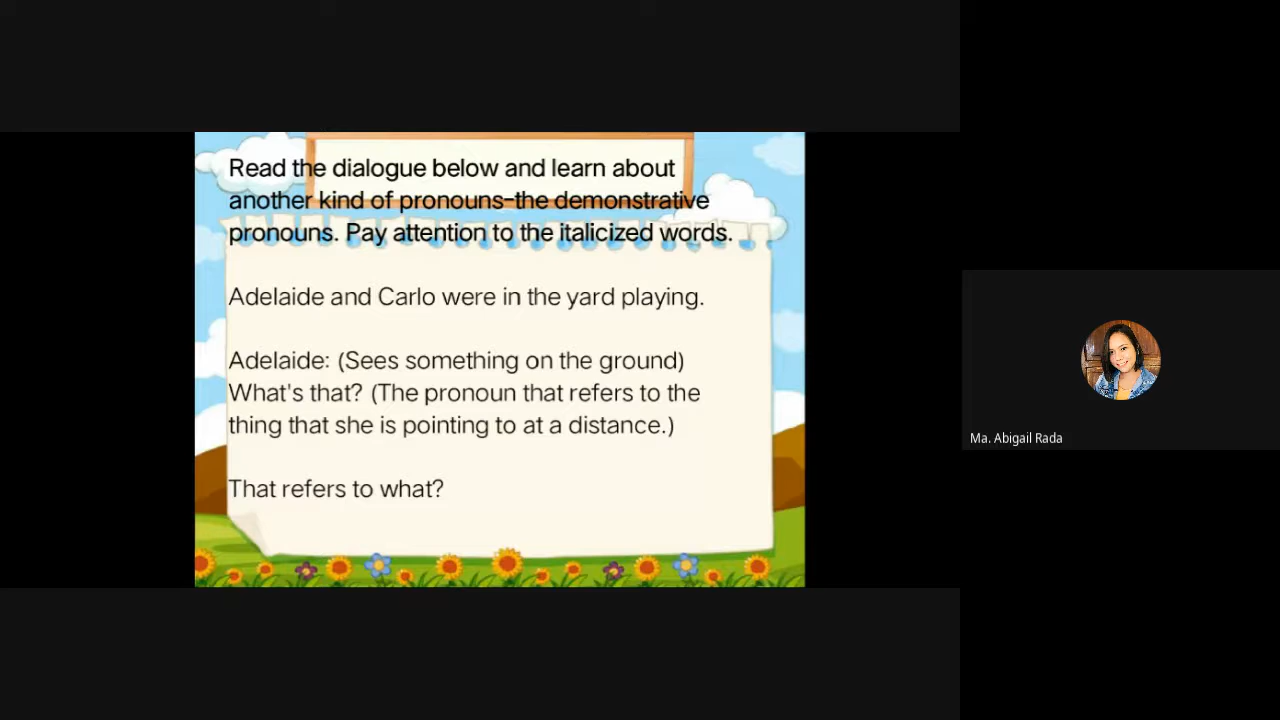 Read the dialogue below and learn about
another kind of pronouns-the demonstrative
pronouns. Pay attention to the italicized words.
Adelaide and Carlo were in the yard playing.
Adelaide: (Sees something on the ground)
What's that? (The pronoun that refers to the
thing that she is pointing to at a distance.)
That refers to what?
Ma. Abigail Rada